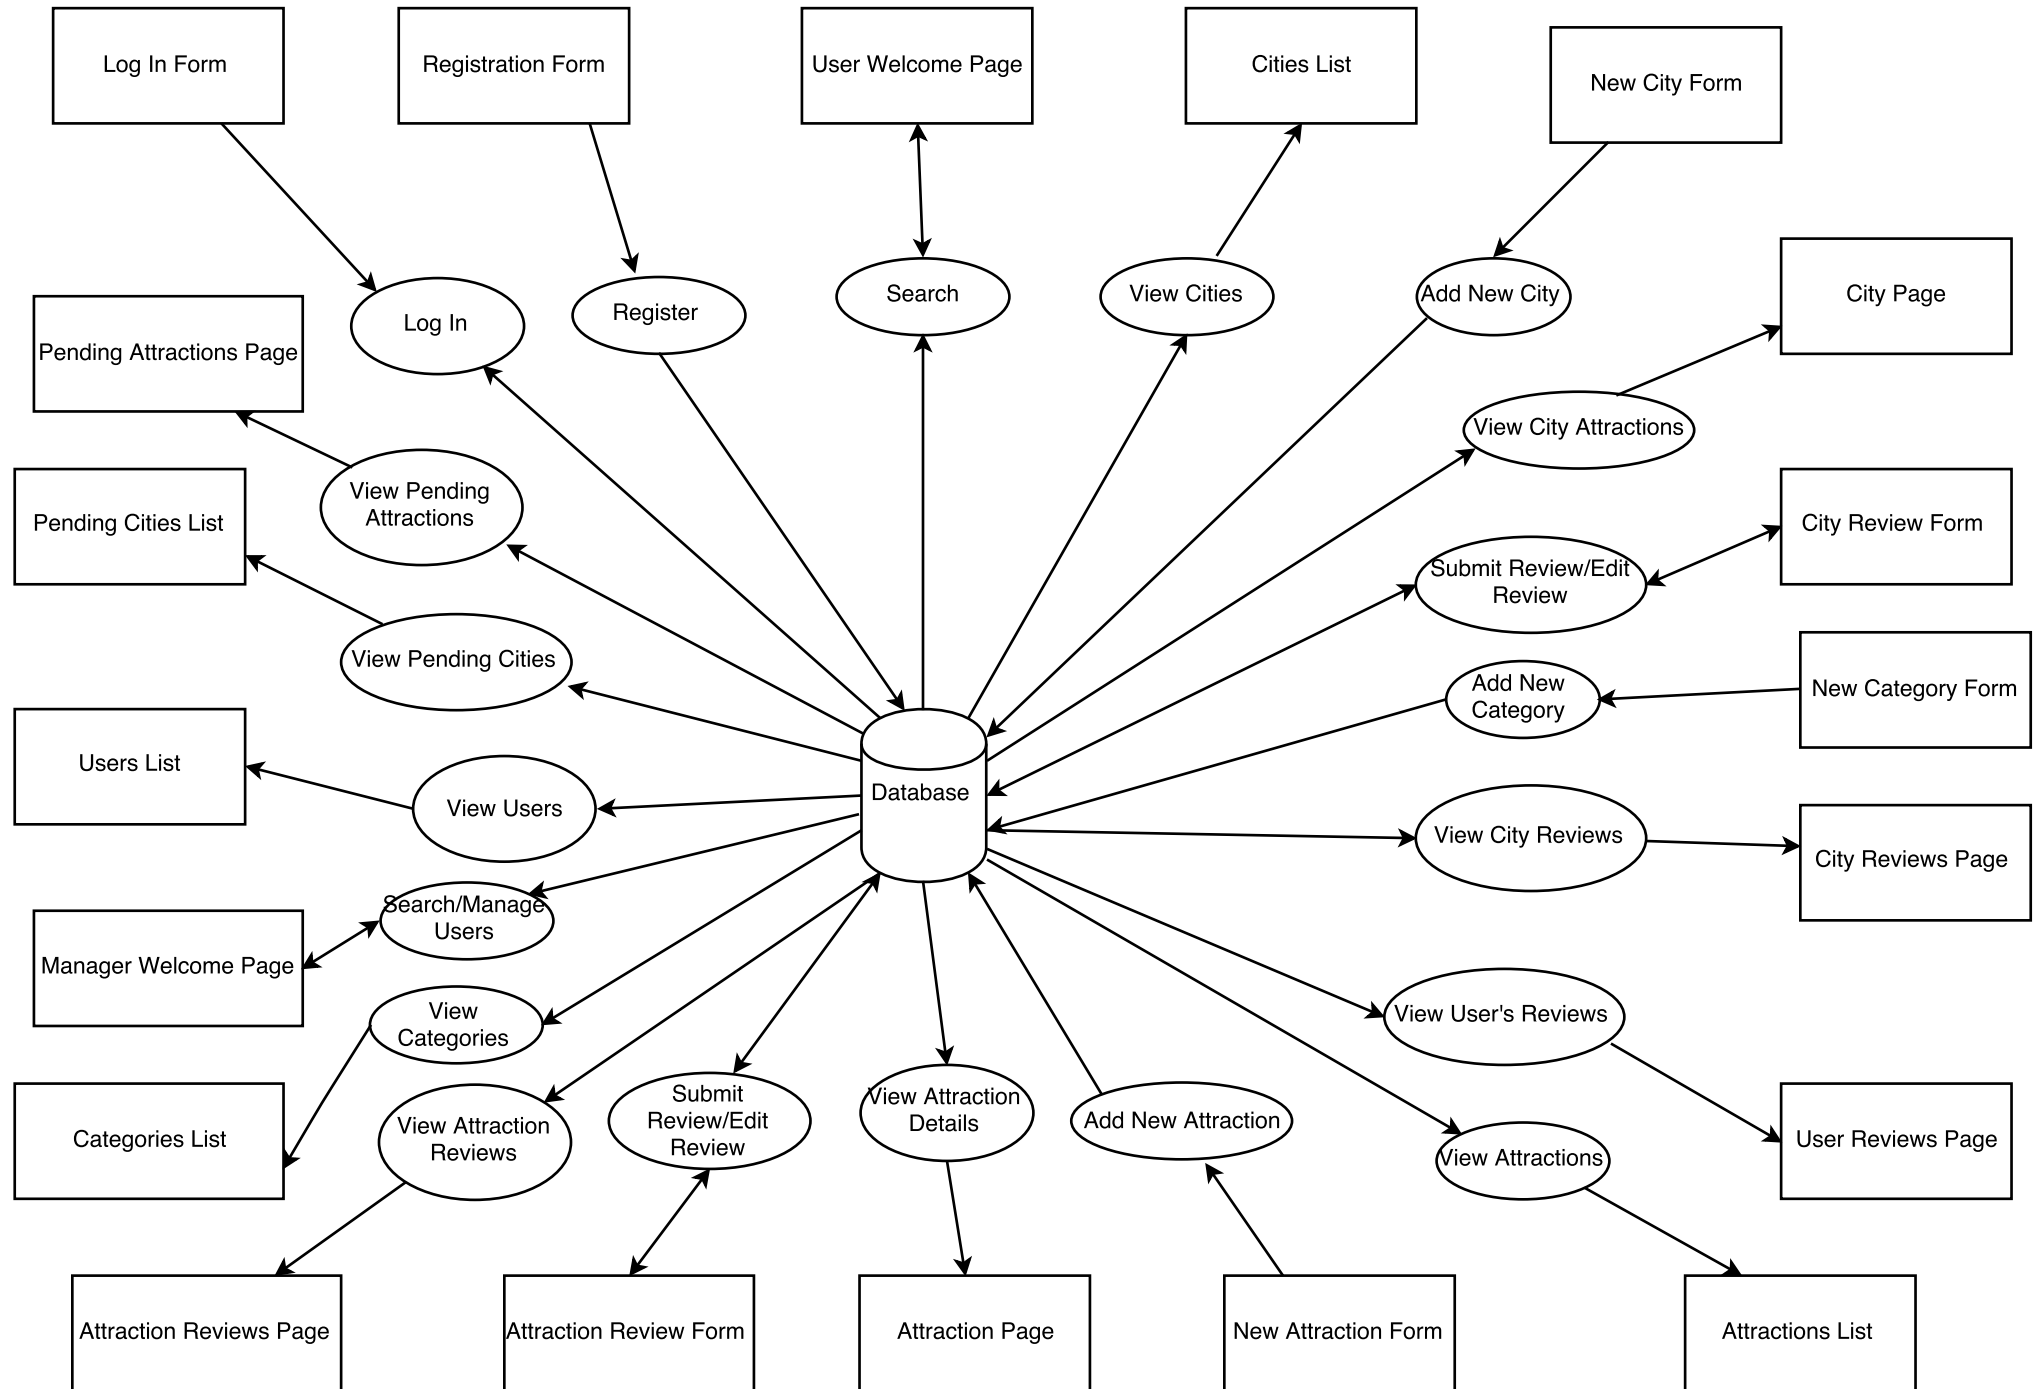 Log In Form
Registration Form
User Welcome Page
Cities List
New City Form
Log In
Register
Search
View Cities
Add New City
City Page
Pending Attractions Page
View City Attractions
View Pending
Attractions
Pending Cities List
City Review Form
Submit Review/Edit
Review
View Pending Cities
Add New
Category
New Category Form
Users List
View Users
Database
View City Reviews
City Reviews Page
Search/Manage
Users
Manager Welcome Page
View
Categories
View User's Reviews
Categories List
View Attraction
Reviews
Submit
Review/Edit
Review
View Attraction
Details
Add New Attraction
View Attractions
User Reviews Page
Attraction Reviews Page
Attraction Review Form
Attraction Page
New Attraction Form
Attractions List